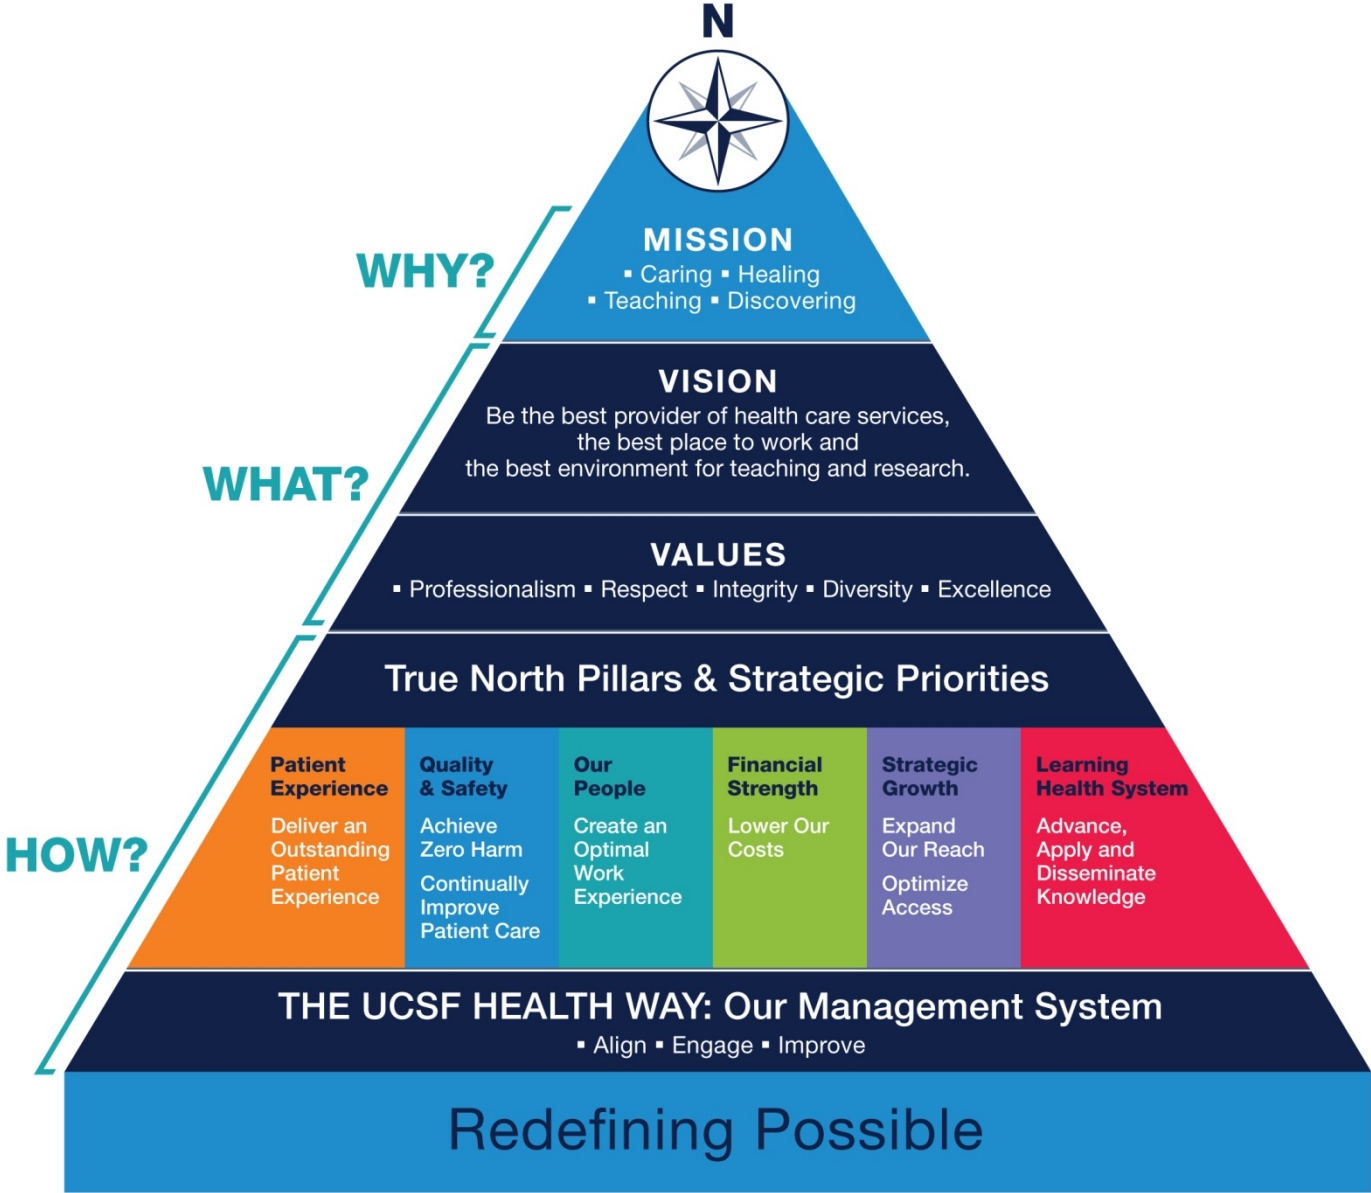 N
WHY?
MISSION
▪ Caring ▪ Healing
▪ Teaching ▪ Discovering
WHAT?
VISION
Be the best provider of health care services,
the best place to work and
the best environment for teaching and research.
VALUES
▪ Professionalism ▪ Respect ▪ Integrity ▪ Diversity ▪ Excellence
HOW?
True North Pillars & Strategic Priorities
Patient
Experience
Deliver an
Outstanding
Patient
Experience
Quality
& Safety
Achieve
Zero Harm
Continually
Improve
Patient Care
Our
People
Create an
Optimal
Work
Experience
Financial
Strength
Lower Our
Costs
Strategic
Growth
Expand
Our Reach
Optimize
Access
Learning
Health System
Advance,
Apply and
Disseminate
Knowledge
THE UCSF HEALTH WAY: Our Management System
▪ Align ▪ Engage ▪ Improve
Redefining Possible